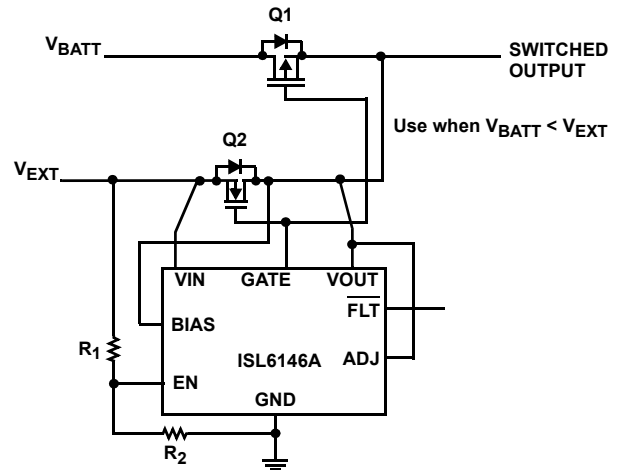 Q1
VBATT
SWITCHED
OUTPUT
Use when VBATT < VEXT
Q2
VEXT
VIN GATE VOUT
FLT
BIAS
R1
ISL6146A ADJ
EN
GND
R2